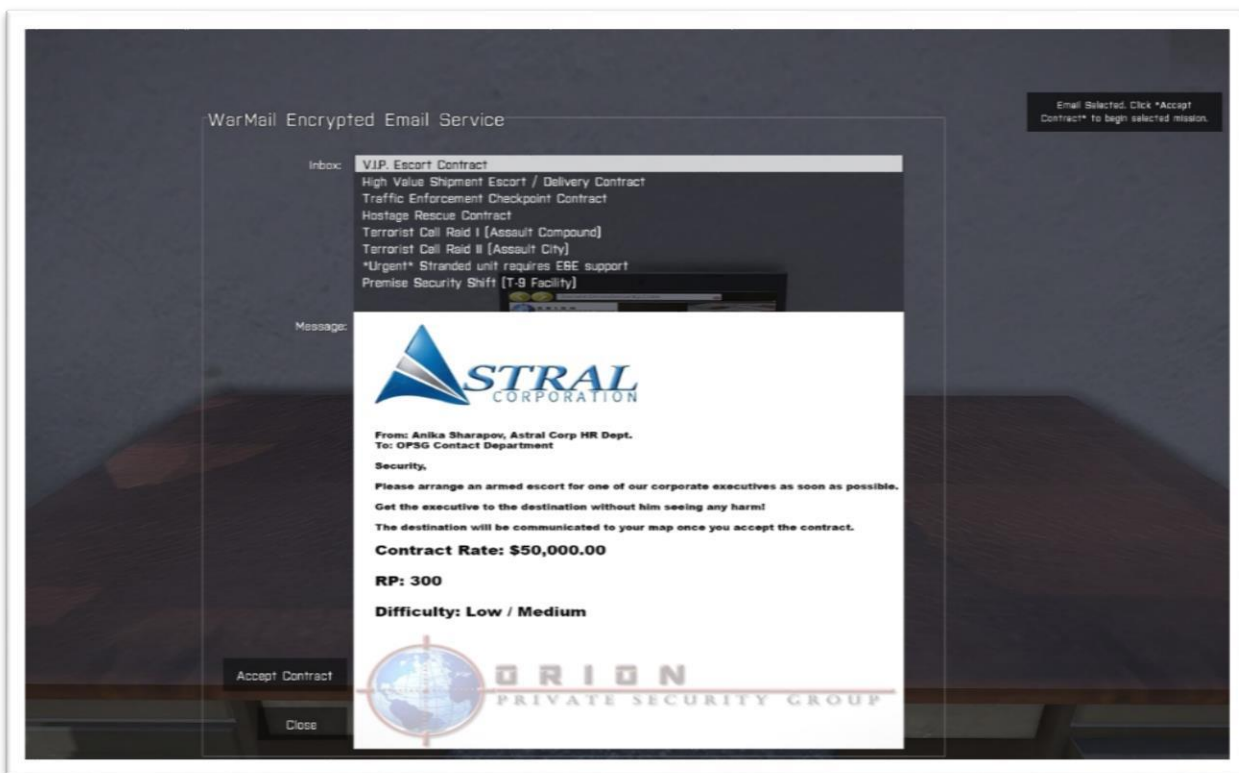 Email Selected. Click "Accept
Contract" to begin selected mission.
WarMail Encrypted Email Service
Inbox:
V.I.P. Escort Contract
High Value Shipment Escort / Delivery Contract
Traffic Enforcement Checkpoint Contract
Hostage Rescue Contract
Terrorist Cell Raid I (Assault Compound)
Terrorist Cell Raid II (Assault City)
*Urgent* Stranded unit requires E&E support
Premise Security Shift (T-9 Facility)
Message:
ASTRAL
CORPORATION
From: Anika Sharapov, Astral Corp HR Dept.
To: OPSG Contact Department
Security,
Please arrange an armed escort for one of our corporate executives as soon as possible.
Get the executive to the destination without him seeing any harm!
The destination will be communicated to your map once you accept the contract.
Contract Rate: $50,000.00
RP: 300
Difficulty: Low / Medium
ORION
PRIVATE SECURITY GROUP
Accept Contract
Close